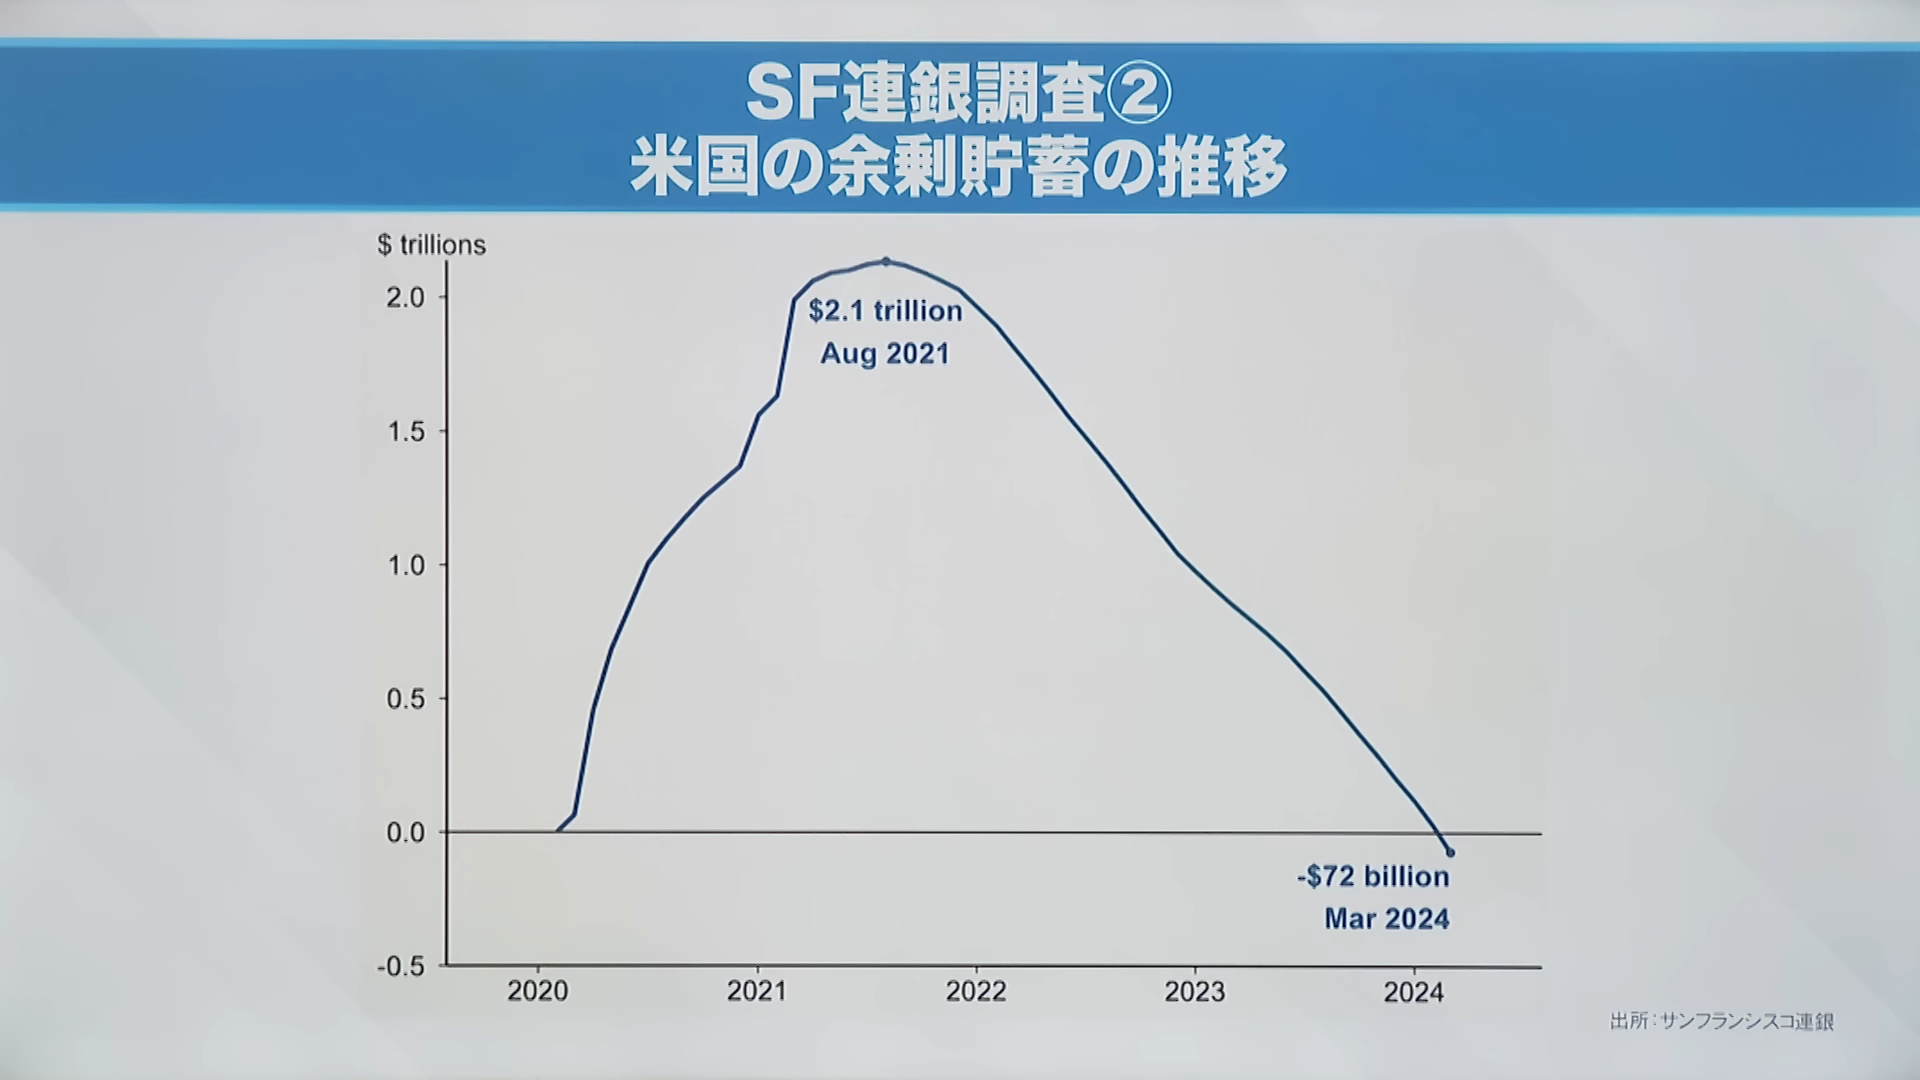 SF連銀調査②
米国の余剰貯蓄の推移
$ trillions
2.0
1.5
1.0
0.5
0.0
-0.5
$2.1 trillion
Aug 2021
-$72 billion
Mar 2024
2020 2021 2022 2023 2024
出所：サンフランシスコ連銀